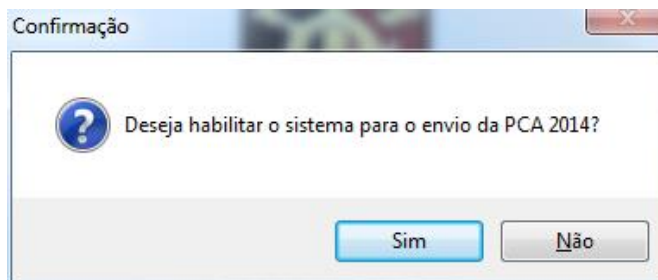 Confirmação
Deseja habilitar o sistema para o envio da PCA 2014?
Sim
Não